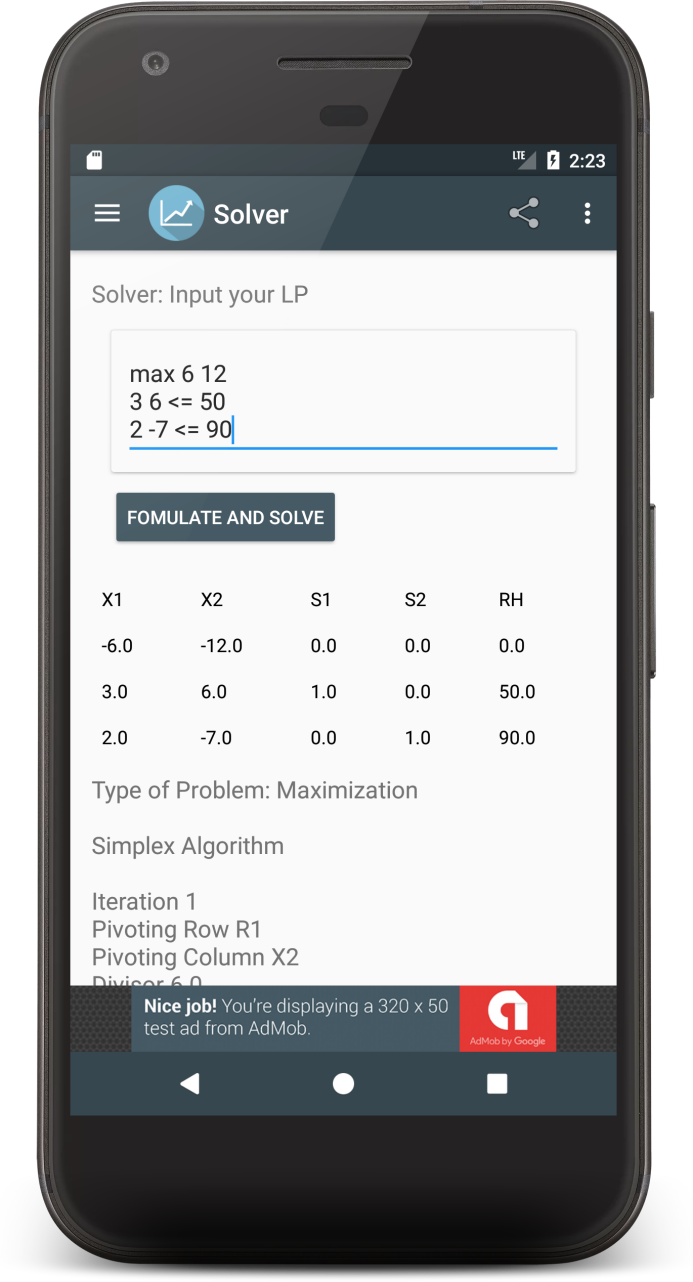 LTE 2:23
Solver
Solver: Input your LP
max 6 12
3 6 <= 50
2 -7 <= 90
FOMULATE AND SOLVE
X1 X2 S1 S2 RH
-6.0 -12.0 0.0 0.0 0.0
3.0 6.0 1.0 0.0 50.0
2.0 -7.0 0.0 1.0 90.0
Type of Problem: Maximization
Simplex Algorithm
Iteration 1
Pivoting Row R1
Pivoting Column X2
Divisor 6.0
Nice job! You're displaying a 320 x 50
test ad from AdMob.
AdMob by Google